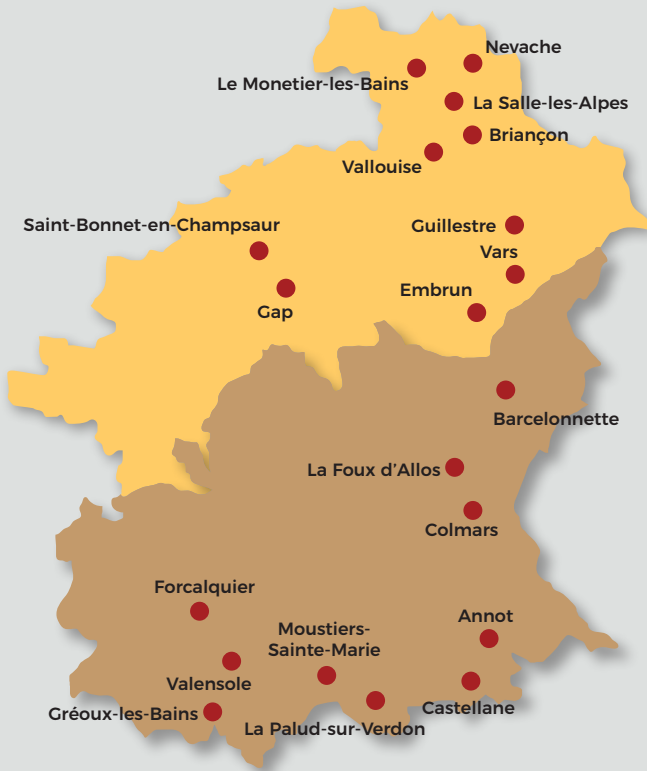 Nevache
Le Monetier-les-Bains
La Salle-les-Alpes
Briançon
Vallouise
Saint-Bonnet-en-Champsaur
Guillestre
Vars
Embrun
Gap
Barcelonnette
La Foux d'Allos
Colmars
Forcalquier
Annot
Moustiers-
Sainte-Marie
Valensole
Castellane
Gréoux-les-Bains
La Palud-sur-Verdon